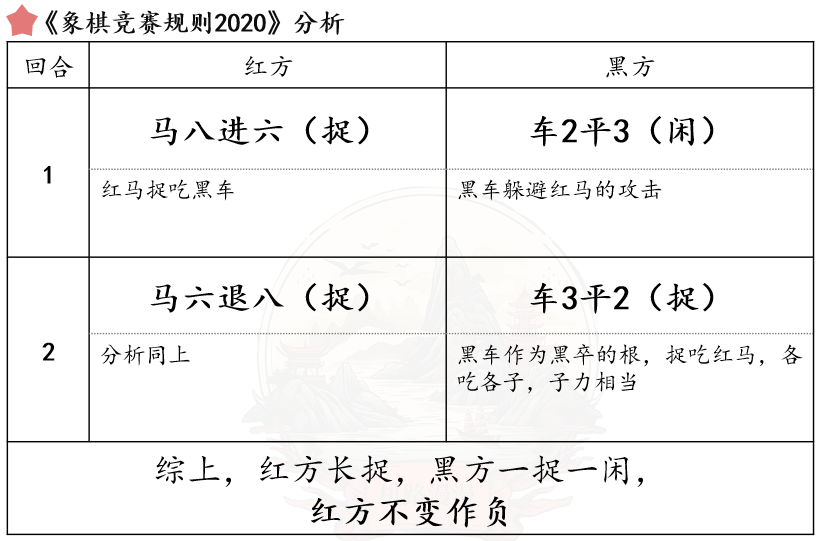 《象棋竞赛规则2020》分析
回合 红方 黑方
1
马八进六（捉） 车2平3（闲）
红马捉吃黑车 黑车躲避红马的攻击
2
马六退八（捉） 车3平2（捉）
分析同上 黑车作为黑卒的根，捉吃红马，各
吃各子，子力相当
综上，红方长捉，黑方一捉一闲，
红方不变作负